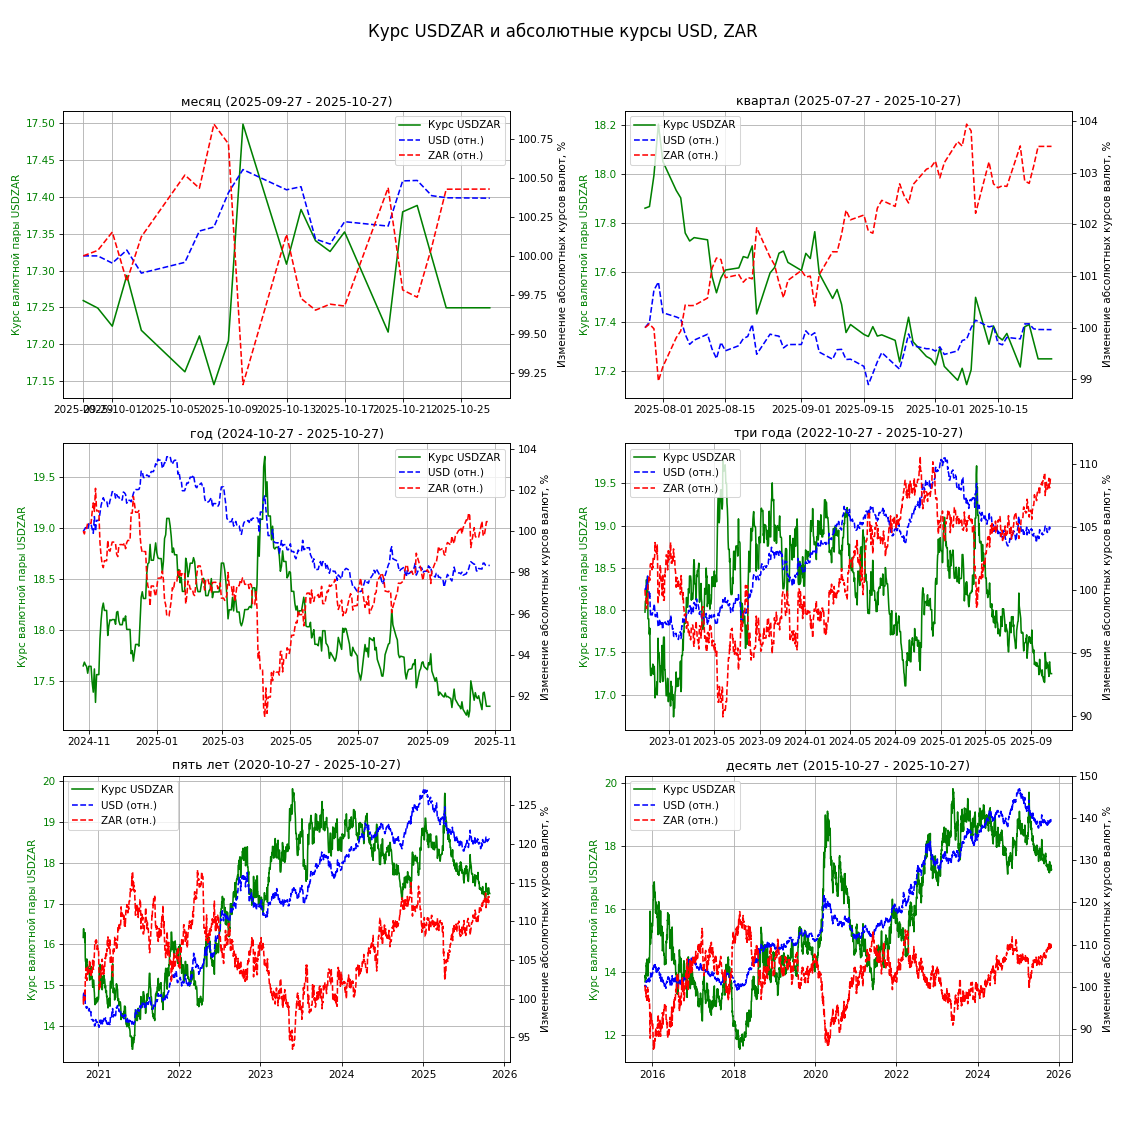 Курс USDZAR и абсолютные курсы USD, ZAR
месяц (2025-09-27 - 2025-10-27)
Курс USDZAR
USD (отн.)
ZAR (отн.)
17.50
17.45
17.40
17.35
17.30
17.25
17.20
17.15
Курс валютной пары USDZAR
100.75
100.50
100.25
100.00
99.75
99.50
99.25
Изменение абсолютных курсов валют, %
2025-09-27 2025-09-29 2025-10-01 2025-10-05 2025-10-09 2025-10-13 2025-10-17 2025-10-21 2025-10-25
квартал (2025-07-27 - 2025-10-27)
Курс USDZAR
USD (отн.)
ZAR (отн.)
18.2
18.0
17.8
17.6
17.4
17.2
Курс валютной пары USDZAR
104
103
102
101
100
99
Изменение абсолютных курсов валют, %
2025-08-01 2025-08-15 2025-09-01 2025-09-15 2025-10-01 2025-10-15
год (2024-10-27 - 2025-10-27)
Курс USDZAR
USD (отн.)
ZAR (отн.)
19.5
19.0
18.5
18.0
17.5
Курс валютной пары USDZAR
104
102
100
98
96
94
92
Изменение абсолютных курсов валют, %
2024-11 2025-01 2025-03 2025-05 2025-07 2025-09 2025-11
три года (2022-10-27 - 2025-10-27)
Курс USDZAR
USD (отн.)
ZAR (отн.)
19.5
19.0
18.5
18.0
17.5
17.0
Курс валютной пары USDZAR
110
105
100
95
90
Изменение абсолютных курсов валют, %
2023-01 2023-05 2023-09 2024-01 2024-05 2024-09 2025-01 2025-05 2025-09
пять лет (2020-10-27 - 2025-10-27)
Курс USDZAR
USD (отн.)
ZAR (отн.)
20
19
18
17
16
15
14
Курс валютной пары USDZAR
125
120
115
110
105
100
95
Изменение абсолютных курсов валют, %
2021 2022 2023 2024 2025 2026
десять лет (2015-10-27 - 2025-10-27)
Курс USDZAR
USD (отн.)
ZAR (отн.)
20
18
16
14
12
Курс валютной пары USDZAR
150
140
130
120
110
100
90
Изменение абсолютных курсов валют, %
2016 2018 2020 2022 2024 2026